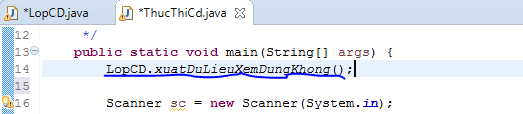 *LopCD.java *ThucThiCd.java
12 */
13 public static void main(String[] args) {
14 LopCD.xuatDuLieuXemDungKhong();
15
16 Scanner sc = new Scanner(System.in);